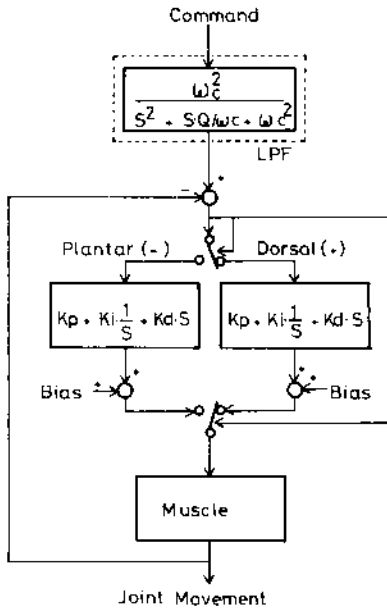 Command
ωc²
S² + SQ/ωc + ωc²
LPF
+
-
Plantar (-) Dorsal (+)
Kp + Ki·1/S + Kd·S Kp + Ki·1/S + Kd·S
+ + + +
Bias Bias
Muscle
Joint Movement